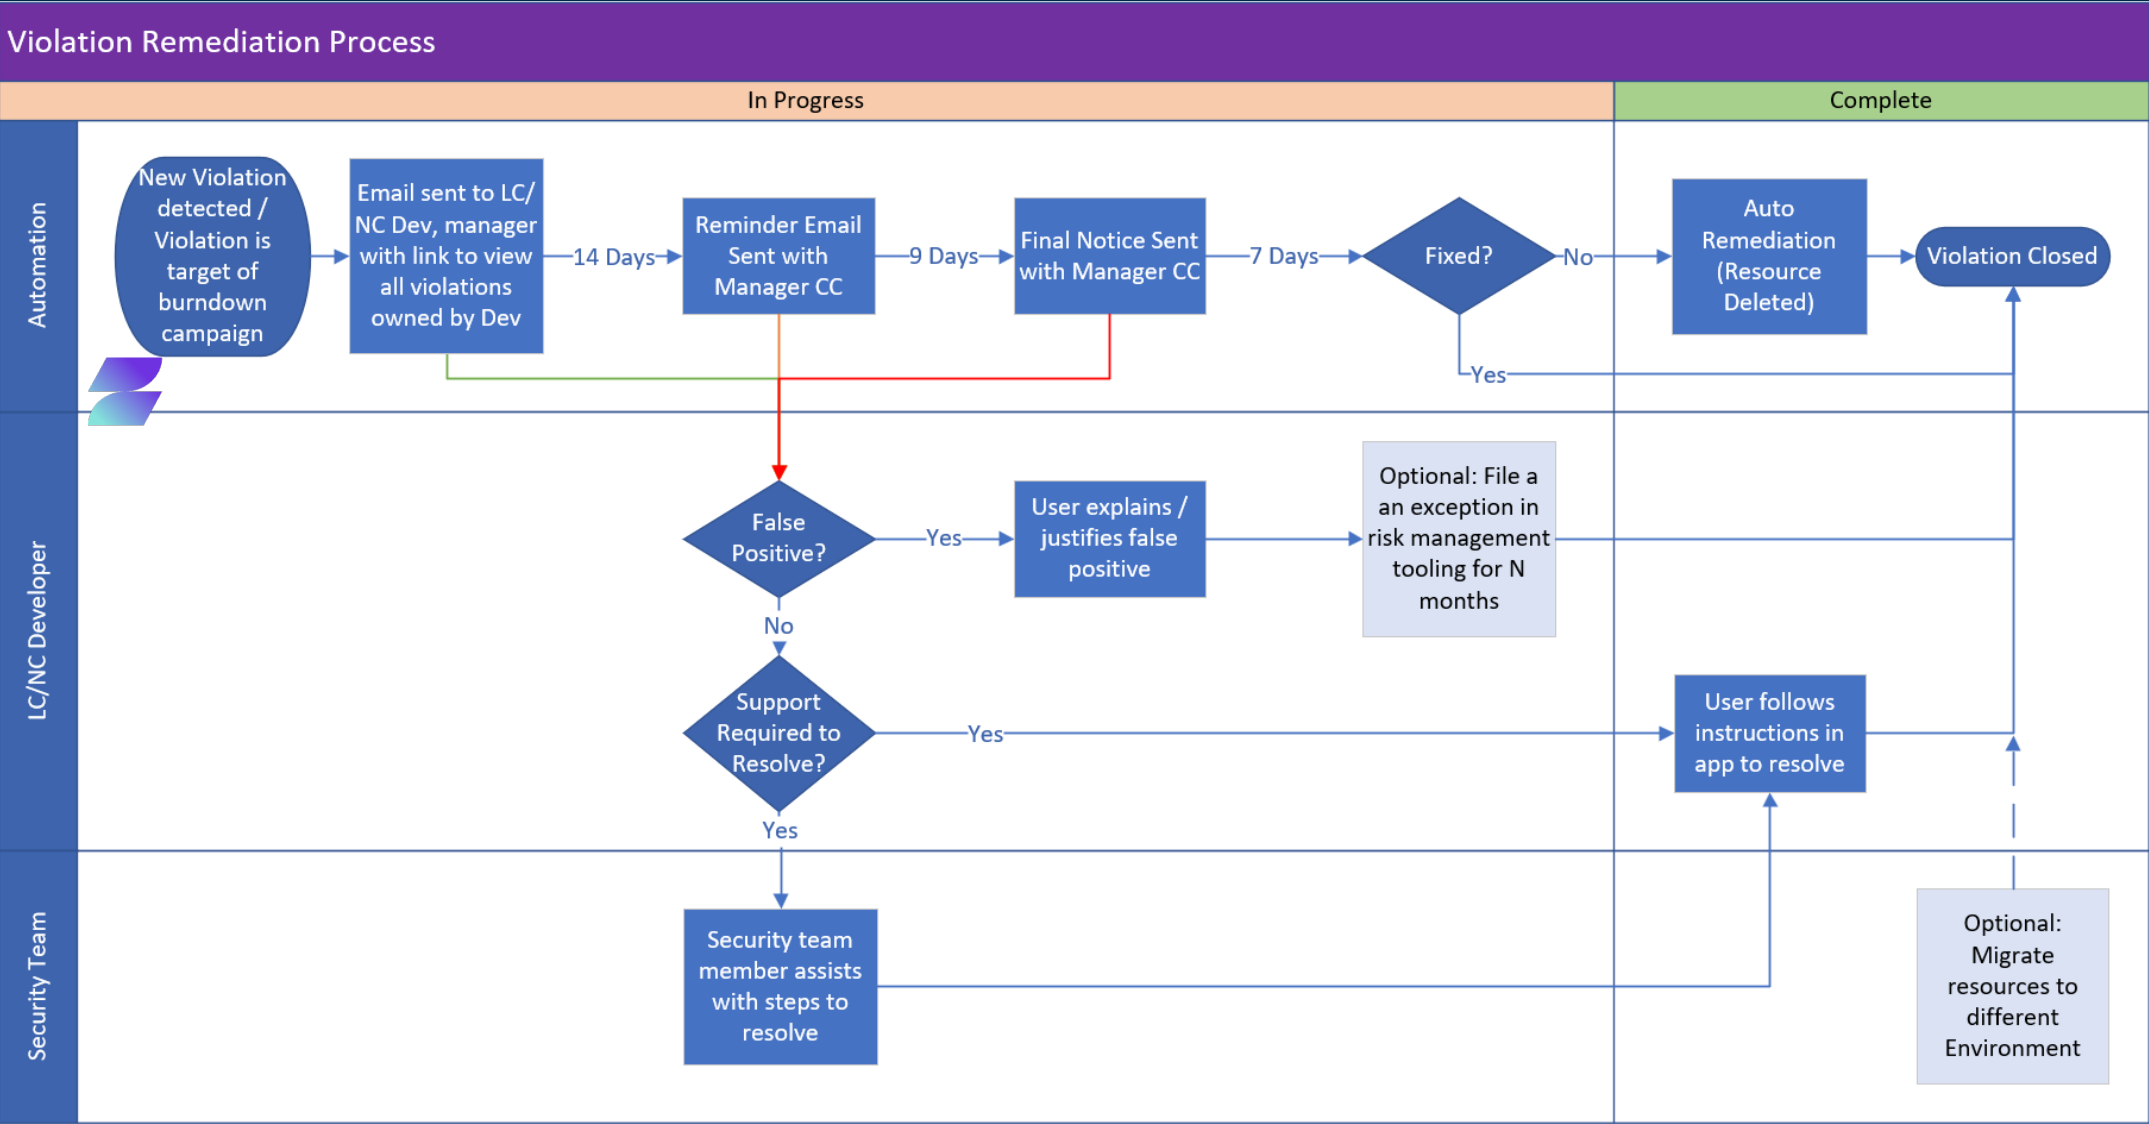 Violation Remediation Process
In Progress
Complete
Automation
New Violation
detected /
Violation is
target of
burndown
campaign
Email sent to LC/
NC Dev, manager
with link to view
all violations
owned by Dev
14 Days
Reminder Email
Sent with
Manager CC
9 Days
Final Notice Sent
with Manager CC
7 Days
Fixed?
No
Yes
Auto
Remediation
(Resource
Deleted)
Violation Closed
LC/NC Developer
False
Positive?
Yes
User explains /
justifies false
positive
Optional: File a
an exception in
risk management
tooling for N
months
No
Support
Required to
Resolve?
Yes
User follows
instructions in
app to resolve
Yes
Security Team
Security team
member assists
with steps to
resolve
Optional:
Migrate
resources to
different
Environment